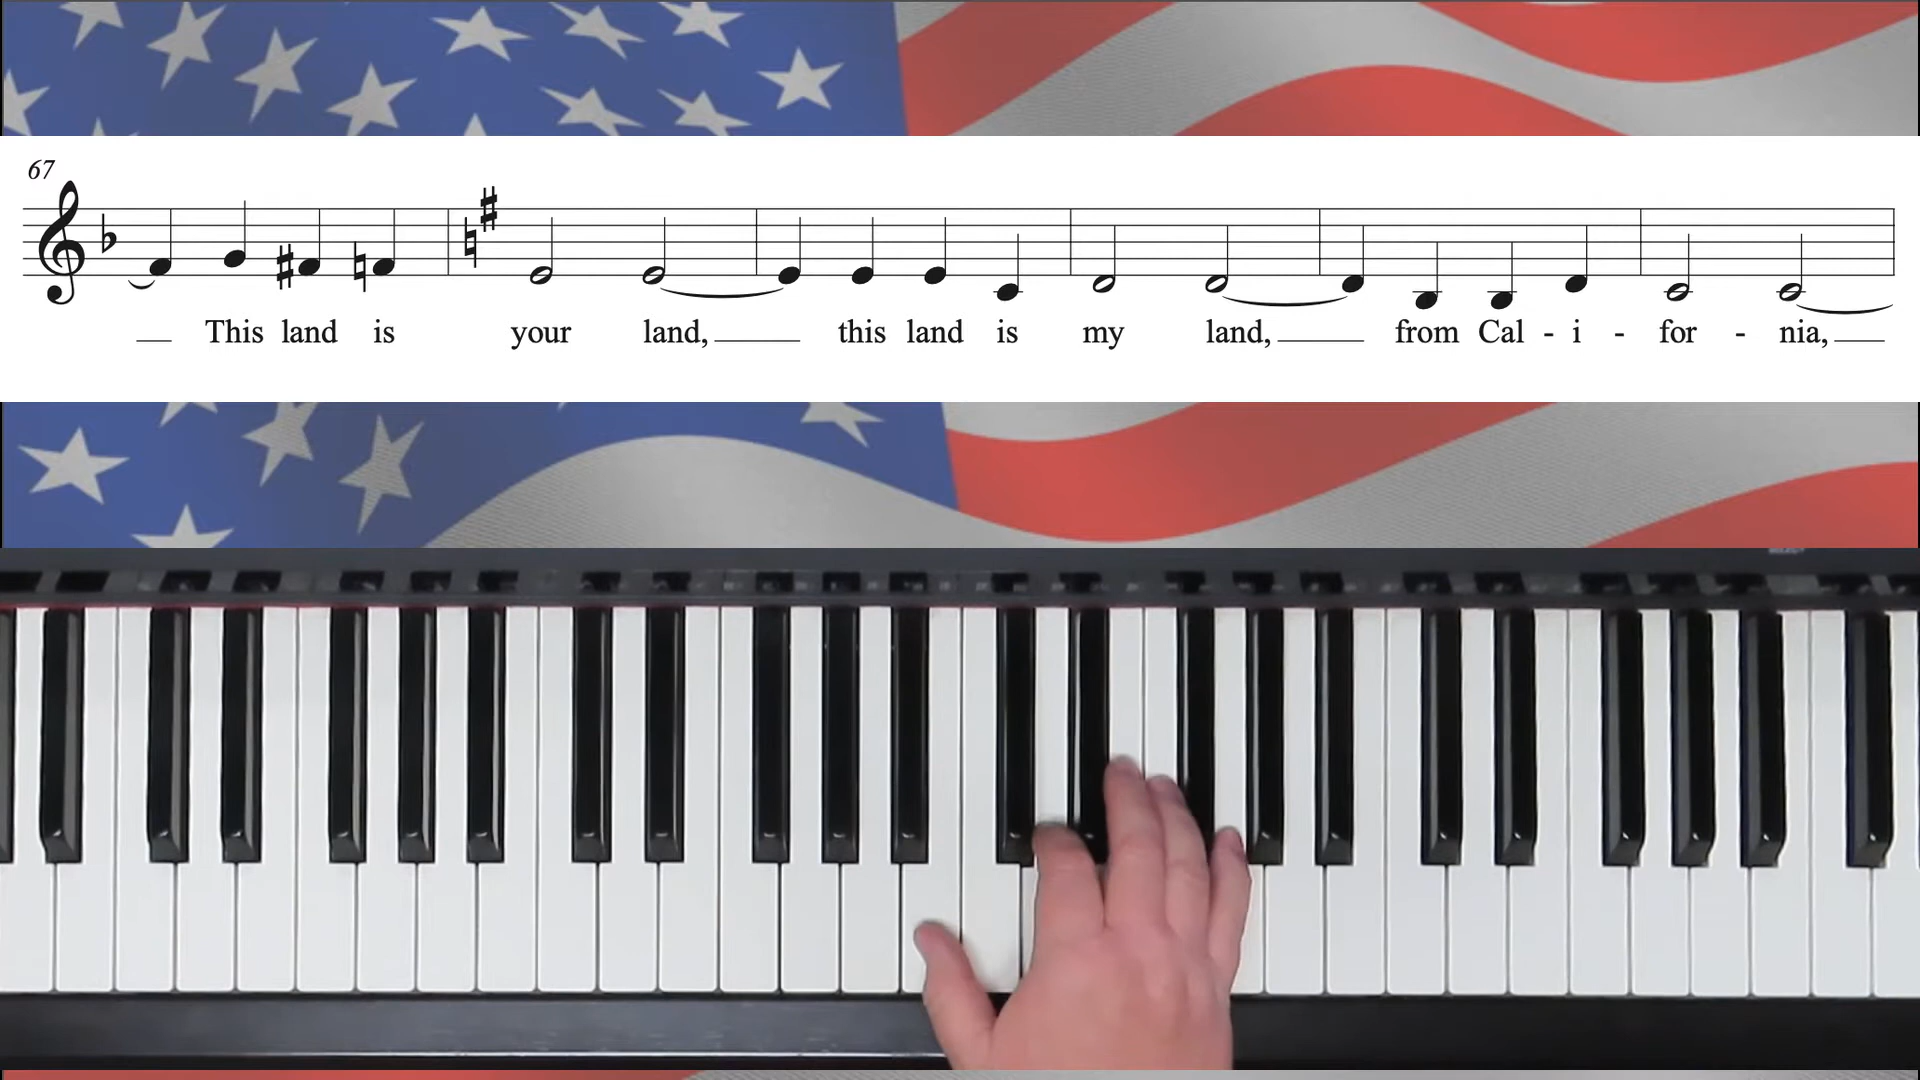 67
This land is your land, this land is my land, from Cal - i - for - nia,